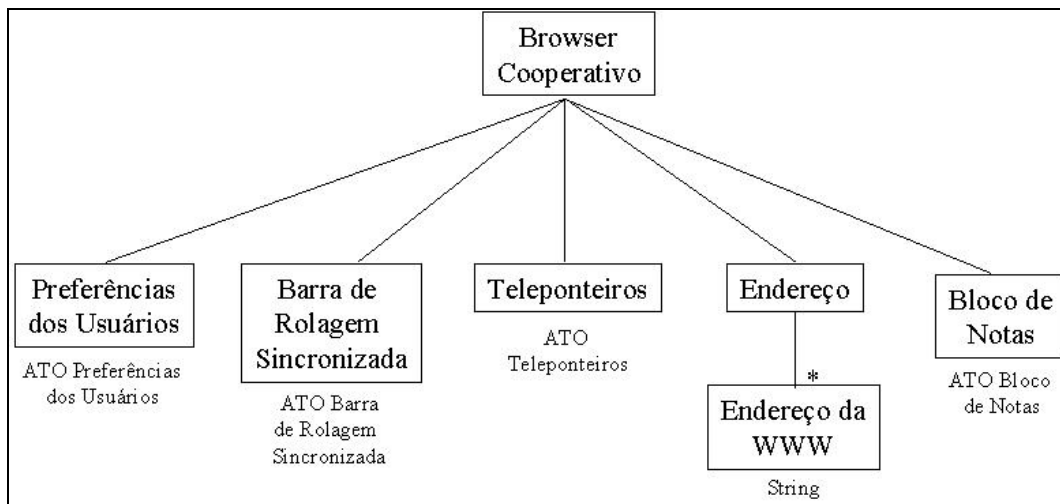 Browser
Cooperativo
Preferências
dos Usuários
ATO Preferências
dos Usuários
Barra de
Rolagem
Sincronizada
ATO Barra
de Rolagem
Sincronizada
Teleponteiros
ATO
Teleponteiros
Endereço
*
Endereço da
WWW
String
Bloco de
Notas
ATO Bloco
de Notas